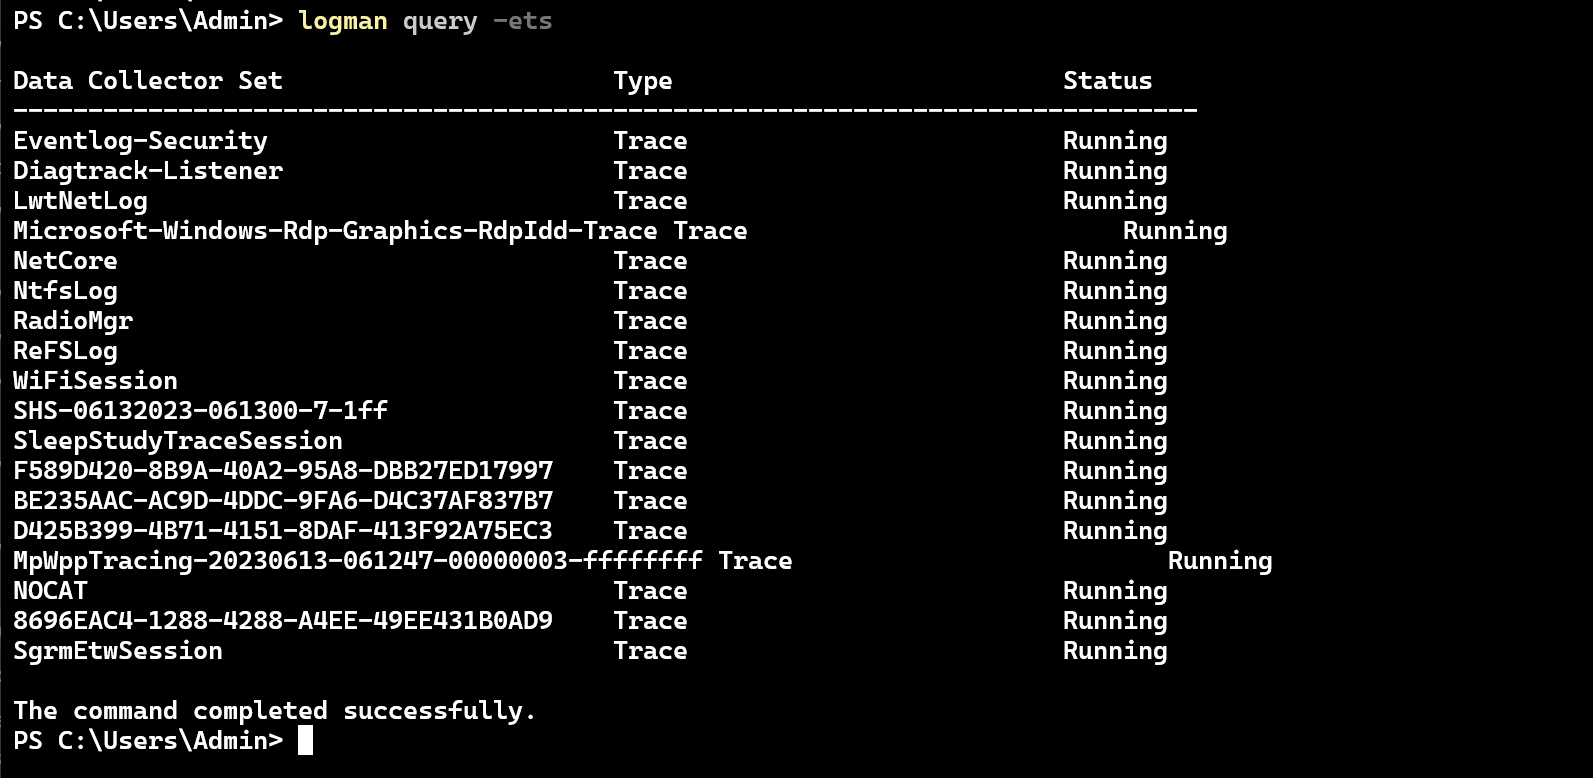 PS C:\Users\Admin> logman query -ets
Data Collector Set Type Status
-------------------------------------------------------------------------------
Eventlog-Security Trace Running
Diagtrack-Listener Trace Running
LwtNetLog Trace Running
Microsoft-Windows-Rdp-Graphics-RdpIdd-Trace Trace Running
NetCore Trace Running
NtfsLog Trace Running
RadioMgr Trace Running
ReFSLog Trace Running
WiFiSession Trace Running
SHS-06132023-061300-7-1ff Trace Running
SleepStudyTraceSession Trace Running
F589D420-8B9A-40A2-95A8-DBB27ED17997 Trace Running
BE235AAC-AC9D-4DDC-9FA6-D4C37AF837B7 Trace Running
D425B399-4B71-4151-8DAF-413F92A75EC3 Trace Running
MpWppTracing-20230613-061247-00000003-ffffffff Trace Running
NOCAT Trace Running
8696EAC4-1288-4288-A4EE-49EE431B0AD9 Trace Running
SgrmEtwSession Trace Running
The command completed successfully.
PS C:\Users\Admin>